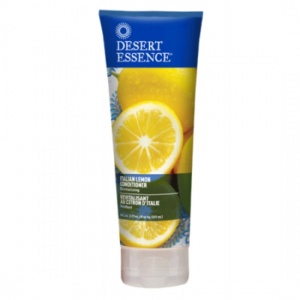 DESERT
ESSENCE®
ITALIAN LEMON
CONDITIONER
REVITALISANT
AU CITRON D'ITALIE